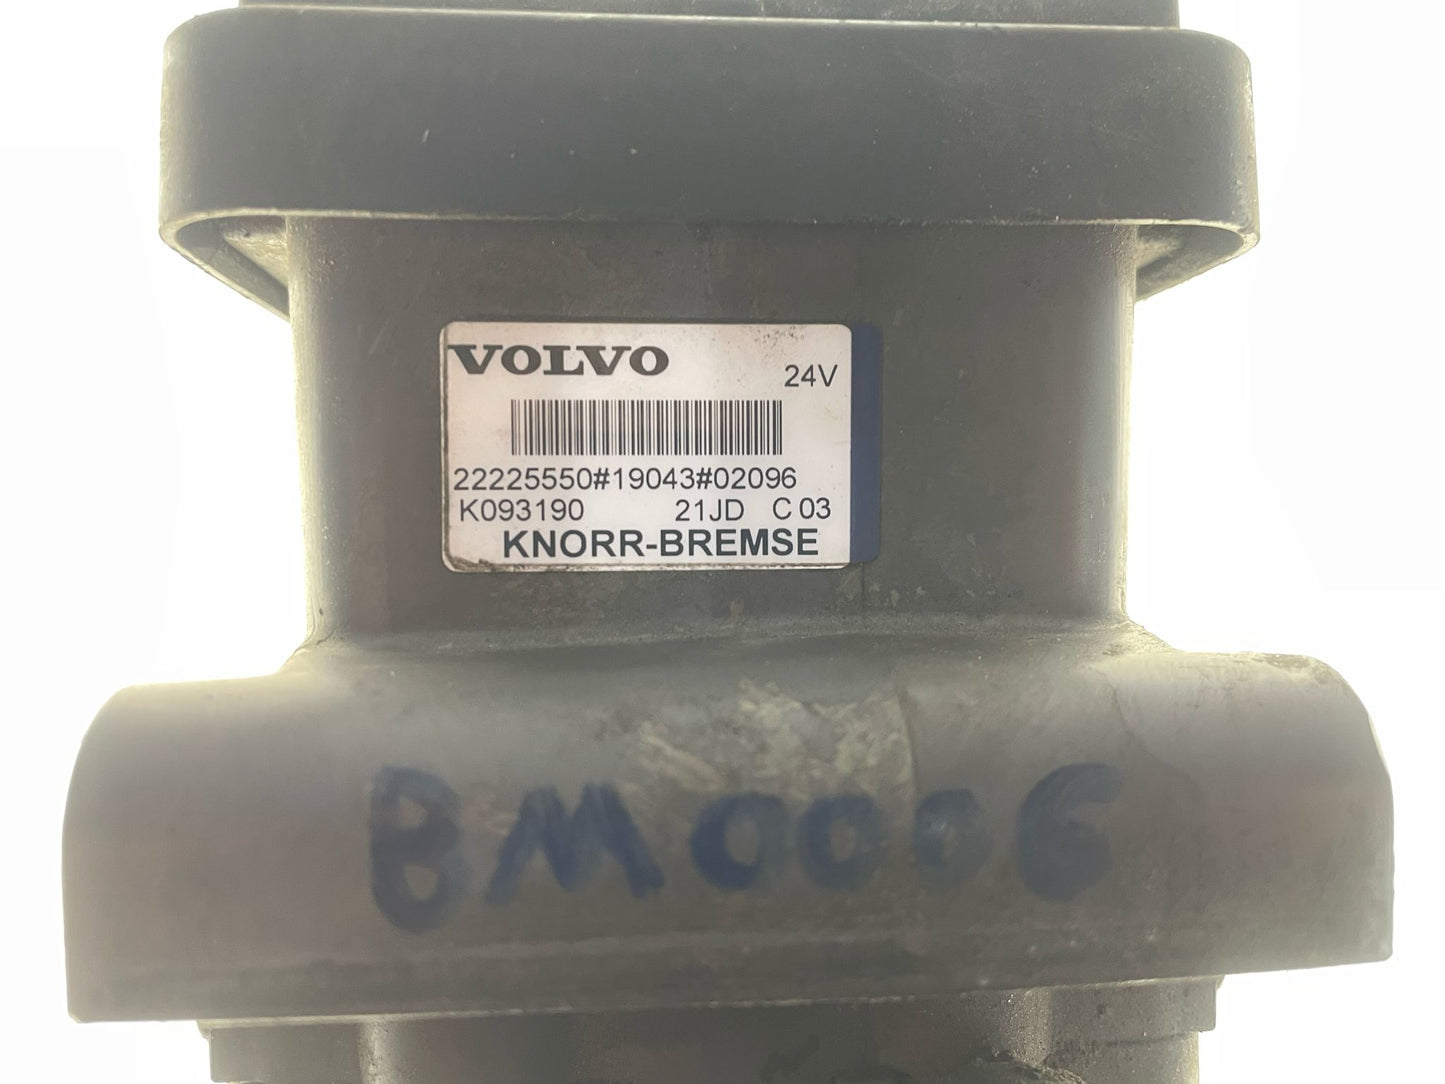 VOLVO
24V
22225550#19043#02096
K093190 21JD C 03
KNORR-BREMSE
BM0006